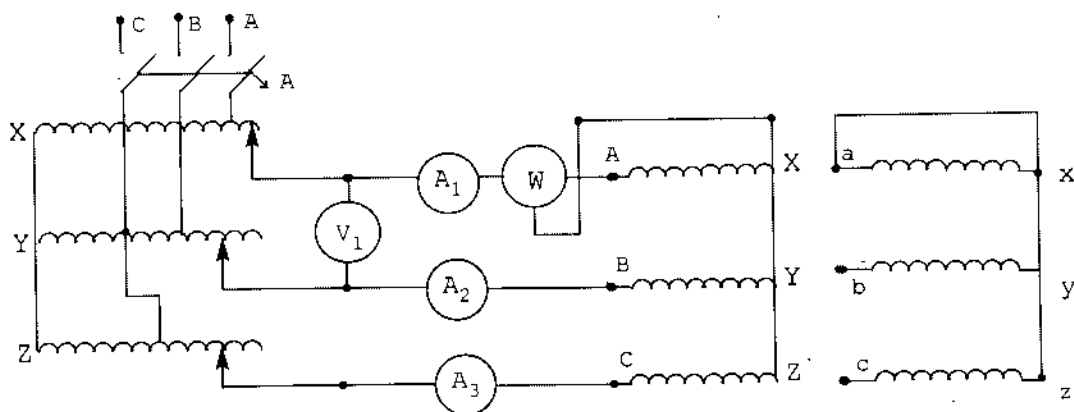 C B A
A
X
A₁ W A X a x
V₁
Y B Y b y
A₂
Z C Z c z
A₃